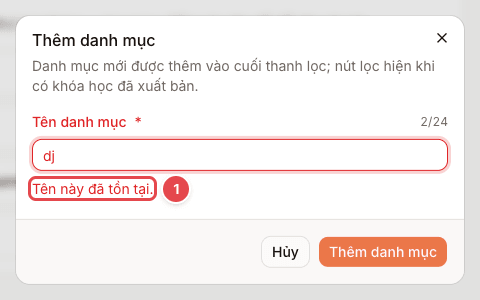 Thêm danh mục
Danh mục mới được thêm vào cuối thanh lọc; nút lọc hiện khi
có khóa học đã xuất bản.
Tên danh mục * 2/24
dj
Tên này đã tồn tại. 1
Hủy Thêm danh mục